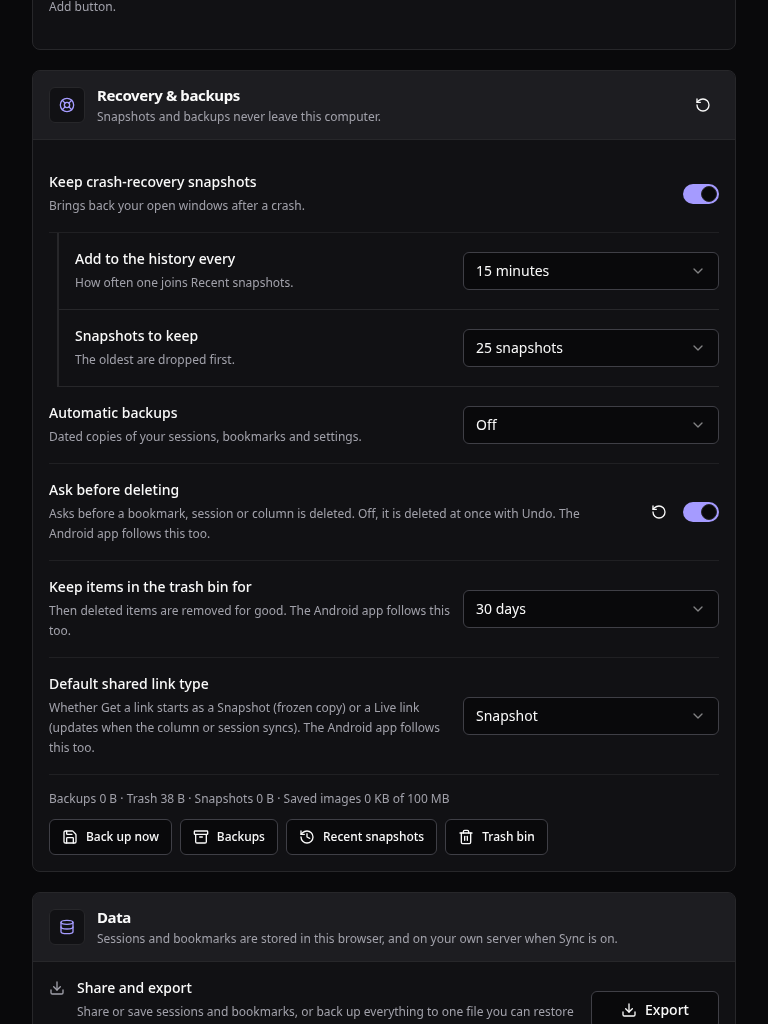 Add button.
Recovery & backups
Snapshots and backups never leave this computer.
Keep crash-recovery snapshots
Brings back your open windows after a crash.
Add to the history every
How often one joins Recent snapshots.
15 minutes
Snapshots to keep
The oldest are dropped first.
25 snapshots
Automatic backups
Dated copies of your sessions, bookmarks and settings.
Off
Ask before deleting
Asks before a bookmark, session or column is deleted. Off, it is deleted at once with Undo. The
Android app follows this too.
Keep items in the trash bin for
Then deleted items are removed for good. The Android app follows this
too.
30 days
Default shared link type
Whether Get a link starts as a Snapshot (frozen copy) or a Live link
(updates when the column or session syncs). The Android app follows
this too.
Snapshot
Backups 0 B · Trash 38 B · Snapshots 0 B · Saved images 0 KB of 100 MB
Back up now
Backups
Recent snapshots
Trash bin
Data
Sessions and bookmarks are stored in this browser, and on your own server when Sync is on.
Share and export
Share or save sessions and bookmarks, or back up everything to one file you can restore
Export